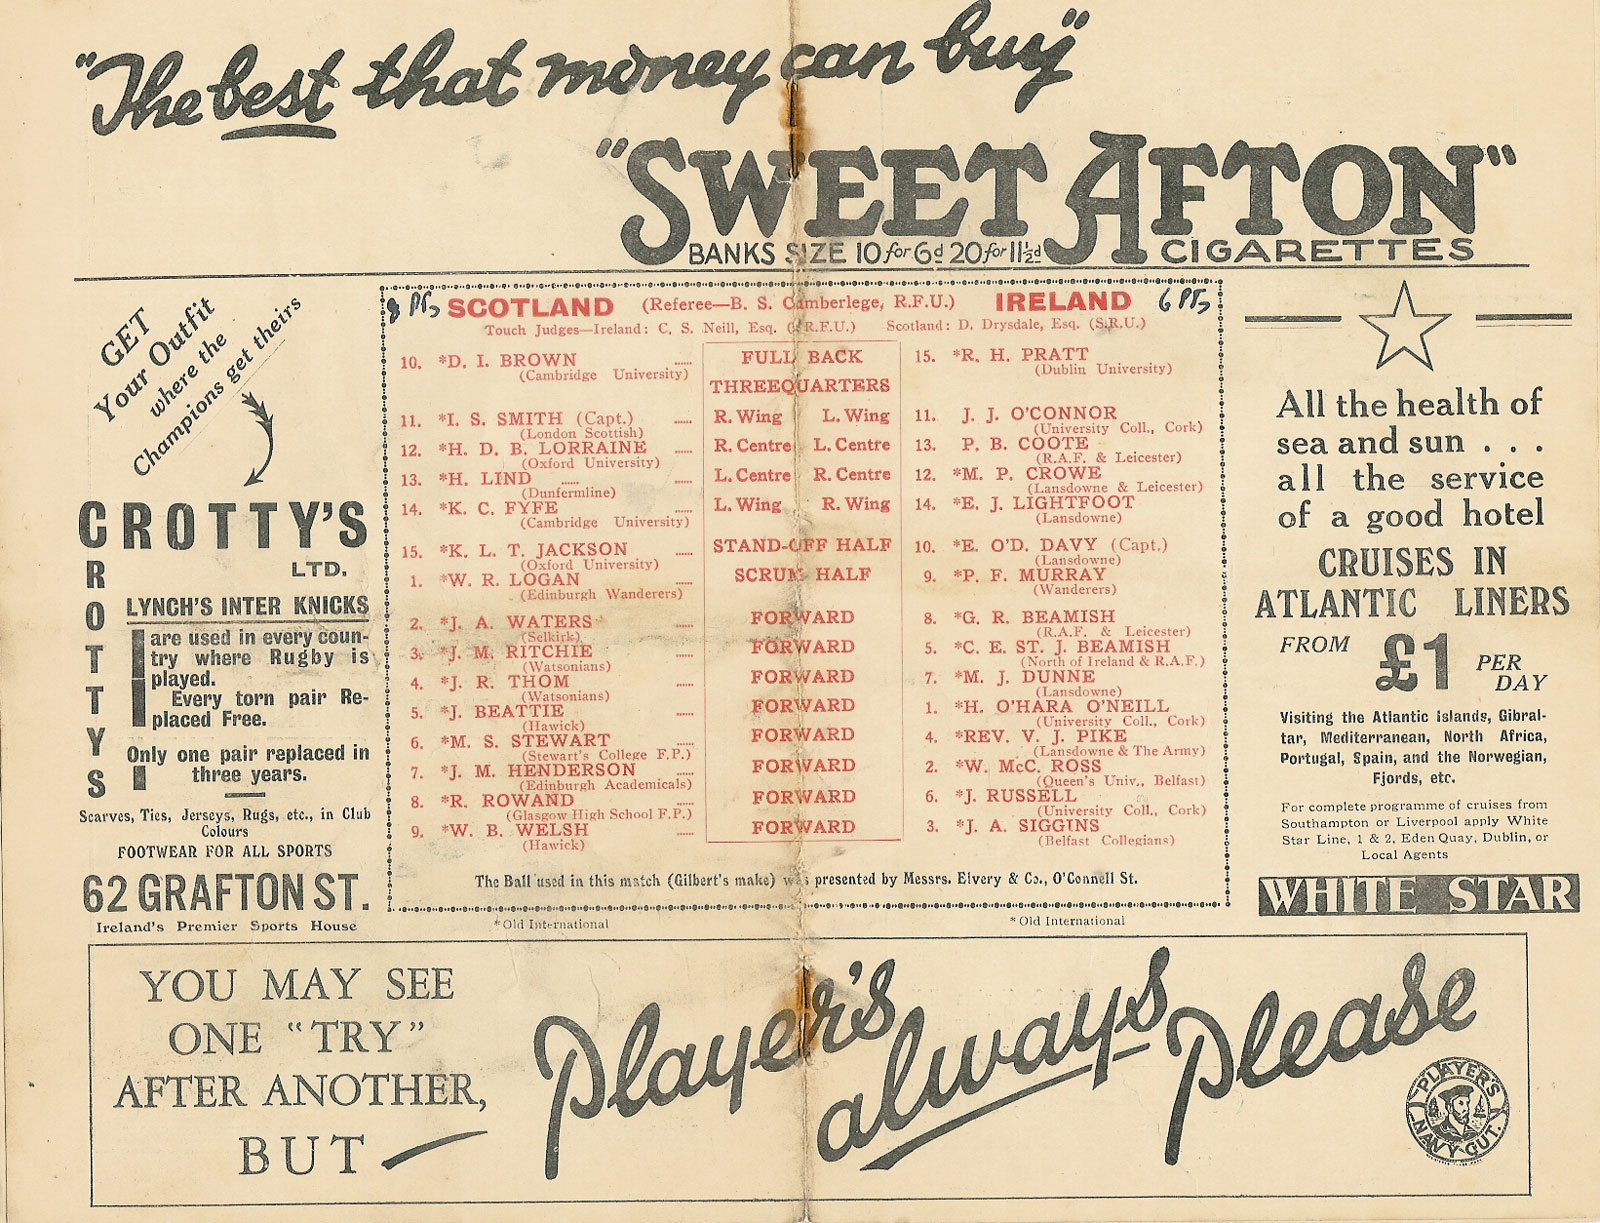 "The best that money can buy"
"SWEET AFTON"
BANKS SIZE 10 for 6d 20 for 11½d CIGARETTES
GET
Your Outfit
where the
Champions get theirs
CROTTY'S
LTD.
CROTTYS
LYNCH'S INTER KNICKS
are used in every coun-
try where Rugby is
played.
Every torn pair Re-
placed Free.
Only one pair replaced in
three years.
Scarves, Ties, Jerseys, Rugs, etc., in Club
Colours
FOOTWEAR FOR ALL SPORTS
62 GRAFTON ST.
Ireland's Premier Sports House
8 PTS SCOTLAND (Referee—B. S. Camberlege, R.F.U.) IRELAND 6 PTS
Touch Judges—Ireland: C. S. Neill, Esq. (I.R.F.U.) Scotland: D. Drysdale, Esq. (S.R.U.)
10. *D. I. BROWN ...... FULL BACK 15. *R. H. PRATT
(Cambridge University) (Dublin University)
THREEQUARTERS
11. *I. S. SMITH (Capt.) ...... R. Wing L. Wing 11. J. J. O'CONNOR
(London Scottish) (University Coll., Cork)
12. *H. D. B. LORRAINE ...... R. Centre L. Centre 13. P. B. COOTE
(Oxford University) (R.A.F. & Leicester)
13. *H. LIND ...... ...... L. Centre R. Centre 12. *M. P. CROWE
(Dunfermline) (Lansdowne & Leicester)
14. *K. C. FYFE ...... L. Wing R. Wing 14. *E. J. LIGHTFOOT
(Cambridge University) (Lansdowne)
15. *K. L. T. JACKSON ...... STAND-OFF HALF 10. *E. O'D. DAVY (Capt.)
(Oxford University) (Lansdowne)
1. *W. R. LOGAN ...... SCRUM HALF 9. *P. F. MURRAY
(Edinburgh Wanderers) (Wanderers)
2. *J. A. WATERS ...... FORWARD 8. *G. R. BEAMISH
(Selkirk) (R.A.F. & Leicester)
3. *J. M. RITCHIE ...... FORWARD 5. *C. E. ST. J. BEAMISH
(Watsonians) (North of Ireland & R.A.F.)
4. *J. R. THOM ...... FORWARD 7. *M. J. DUNNE
(Watsonians) (Lansdowne)
5. *J. BEATTIE ...... FORWARD 1. *H. O'HARA O'NEILL
(Hawick) (University Coll., Cork)
6. *M. S. STEWART ...... FORWARD 4. *REV. V. J. PIKE
(Stewart's College F.P.) (Lansdowne & The Army)
7. *J. M. HENDERSON ...... FORWARD 2. *W. McC. ROSS
(Edinburgh Academicals) (Queen's Univ., Belfast)
8. *R. ROWAND ...... FORWARD 6. *J. RUSSELL
(Glasgow High School F.P.) (University Coll., Cork)
9. *W. B. WELSH ...... FORWARD 3. *J. A. SIGGINS
(Hawick) (Belfast Collegians)
The Ball used in this match (Gilbert's make) was presented by Messrs. Elvery & Co., O'Connell St.
*Old International *Old International
All the health of
sea and sun . . .
all the service
of a good hotel
CRUISES IN
ATLANTIC LINERS
FROM £1 PER
DAY
Visiting the Atlantic Islands, Gibral-
tar, Mediterranean, North Africa,
Portugal, Spain, and the Norwegian,
Fjords, etc.
For complete programme of cruises from
Southampton or Liverpool apply White
Star Line, 1 & 2, Eden Quay, Dublin, or
Local Agents
WHITE STAR
YOU MAY SEE
ONE "TRY"
AFTER ANOTHER,
BUT—
Player's always Please
PLAYER'S
NAVY CUT.